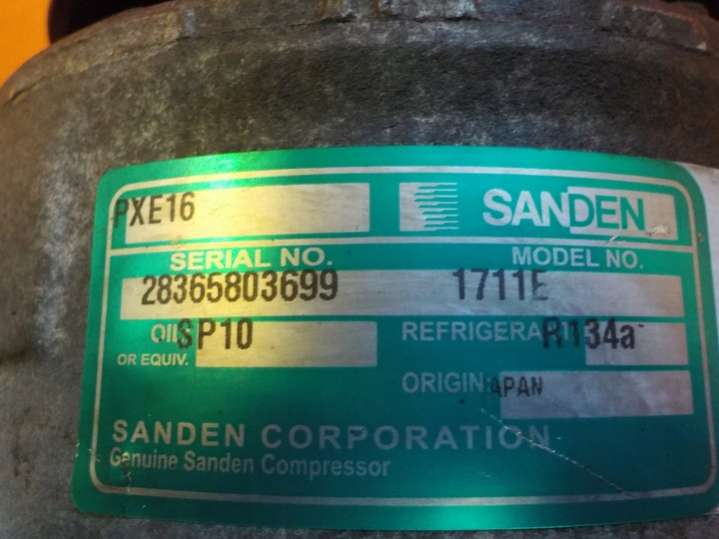 PXE16 SANDEN
SERIAL NO. MODEL NO.
28365803699 1711E
OIL SP10 REFRIGERA R134a
OR EQUIV.
ORIGIN: APAN
SANDEN CORPORATION
Genuine Sanden Compressor